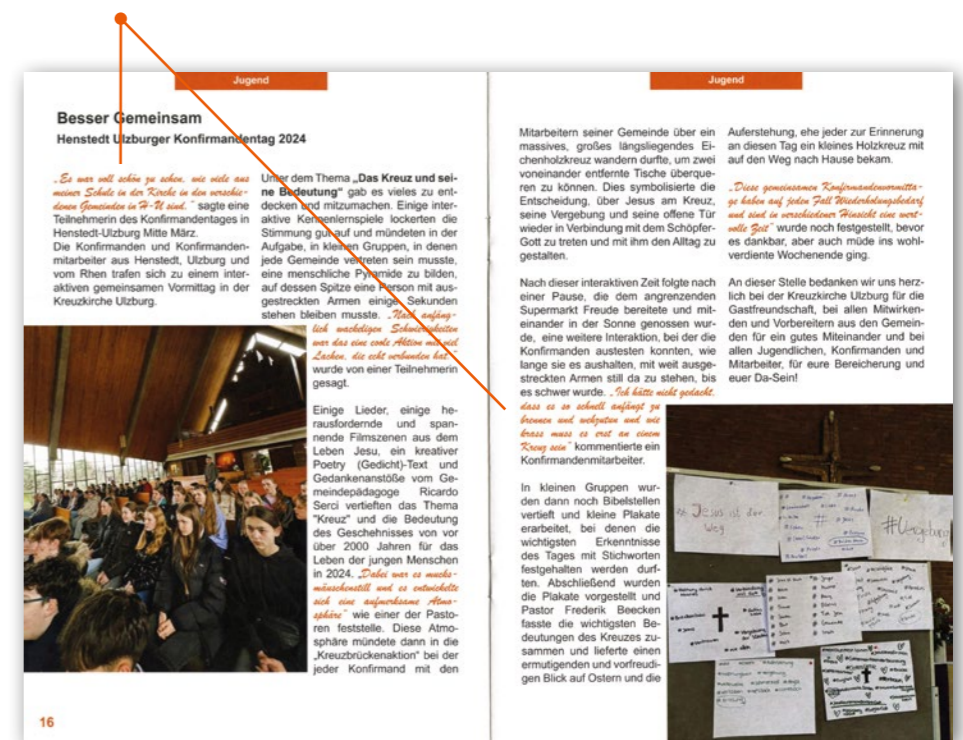 Jugend
Besser Gemeinsam
Henstedt Ulzburger Konfirmandentag 2024
„Es war voll schön zu sehen, wie viele aus
meiner Schule in der Kirche in den verschie-
denen Gemeinden in H-U sind.“ sagte eine
Teilnehmerin des Konfirmandentages in
Henstedt-Ulzburg Mitte März.
Die Konfirmanden und Konfirmanden-
mitarbeiter aus Henstedt, Ulzburg und
vom Rhen trafen sich zu einem inter-
aktiven gemeinsamen Vormittag in der
Kreuzkirche Ulzburg.
Unter dem Thema „Das Kreuz und sei-
ne Bedeutung“ gab es vieles zu ent-
decken und mitzumachen. Einige inter-
aktive Kennenlernspiele lockerten die
Stimmung gut auf und mündeten in der
Aufgabe, in kleinen Gruppen, in denen
jede Gemeinde vertreten sein musste,
eine menschliche Pyramide zu bilden,
auf dessen Spitze eine Person mit aus-
gestreckten Armen einige Sekunden
stehen bleiben musste. „Nach anfäng-
lich wackeligen Schwierigkeiten
war das eine coole Aktion mit viel
Lachen, die echt verbunden hat“
wurde von einer Teilnehmerin
gesagt.
Einige Lieder, einige he-
rausfordernde und span-
nende Filmszenen aus dem
Leben Jesu, ein kreativer
Poetry (Gedicht)-Text und
Gedankenanstöße vom Ge-
meindepädagoge Ricardo
Serci vertieften das Thema
"Kreuz" und die Bedeutung
des Geschehnisses von vor
über 2000 Jahren für das
Leben der jungen Menschen
in 2024. „Dabei war es mucks-
mäuschenstill und es entwickelte
sich eine aufmerksame Atmo-
sphäre“ wie einer der Pasto-
ren feststelle. Diese Atmo-
sphäre mündete dann in die
„Kreuzbrückenaktion“ bei der
jeder Konfirmand mit den
16
Jugend
Mitarbeitern seiner Gemeinde über ein
massives, großes längsliegendes Ei-
chenholzkreuz wandern durfte, um zwei
voneinander entfernte Tische überque-
ren zu können. Dies symbolisierte die
Entscheidung, über Jesus am Kreuz,
seine Vergebung und seine offene Tür
wieder in Verbindung mit dem Schöpfer-
Gott zu treten und mit ihm den Alltag zu
gestalten.
Nach dieser interaktiven Zeit folgte nach
einer Pause, die dem angrenzenden
Supermarkt Freude bereitete und mit-
einander in der Sonne genossen wur-
de, eine weitere Interaktion, bei der die
Konfirmanden austesten konnten, wie
lange sie es aushalten, mit weit ausge-
streckten Armen still da zu stehen, bis
es schwer wurde. „Ich hätte nicht gedacht,
dass es so schnell anfängt zu
brennen und wehzutun und wie
krass muss es erst an einem
Kreuz sein“ kommentierte ein
Konfirmandenmitarbeiter.
In kleinen Gruppen wur-
den dann noch Bibelstellen
vertieft und kleine Plakate
erarbeitet, bei denen die
wichtigsten Erkenntnisse
des Tages mit Stichworten
festgehalten werden durf-
ten. Abschließend wurden
die Plakate vorgestellt und
Pastor Frederik Beecken
fasste die wichtigsten Be-
deutungen des Kreuzes zu-
sammen und lieferte einen
ermutigenden und vorfreudi-
gen Blick auf Ostern und die
Auferstehung, ehe jeder zur Erinnerung
an diesen Tag ein kleines Holzkreuz mit
auf den Weg nach Hause bekam.
„Diese gemeinsamen Konfirmandenvormitta-
ge haben auf jeden Fall Wiederholungsbedarf
und sind in verschiedener Hinsicht eine wert-
volle Zeit“ wurde noch festgestellt, bevor
es dankbar, aber auch müde ins wohl-
verdiente Wochenende ging.
An dieser Stelle bedanken wir uns herz-
lich bei der Kreuzkirche Ulzburg für die
Gastfreundschaft, bei allen Mitwirken-
den und Vorbereitern aus den Gemein-
den für ein gutes Miteinander und bei
allen Jugendlichen, Konfirmanden und
Mitarbeiter, für eure Bereicherung und
euer Da-Sein!
Jesus ist der
Weg